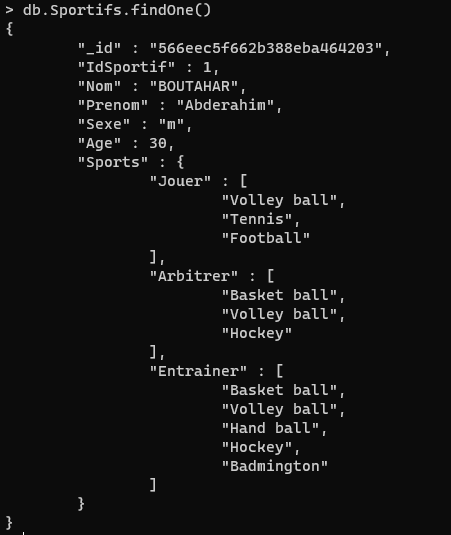 > db.Sportifs.findOne()
{
        "_id" : "566eec5f662b388eba464203",
        "IdSportif" : 1,
        "Nom" : "BOUTAHAR",
        "Prenom" : "Abderahim",
        "Sexe" : "m",
        "Age" : 30,
        "Sports" : {
                "Jouer" : [
                        "Volley ball",
                        "Tennis",
                        "Football"
                ],
                "Arbitrer" : [
                        "Basket ball",
                        "Volley ball",
                        "Hockey"
                ],
                "Entrainer" : [
                        "Basket ball",
                        "Volley ball",
                        "Hand ball",
                        "Hockey",
                        "Badmington"
                ]
        }
}